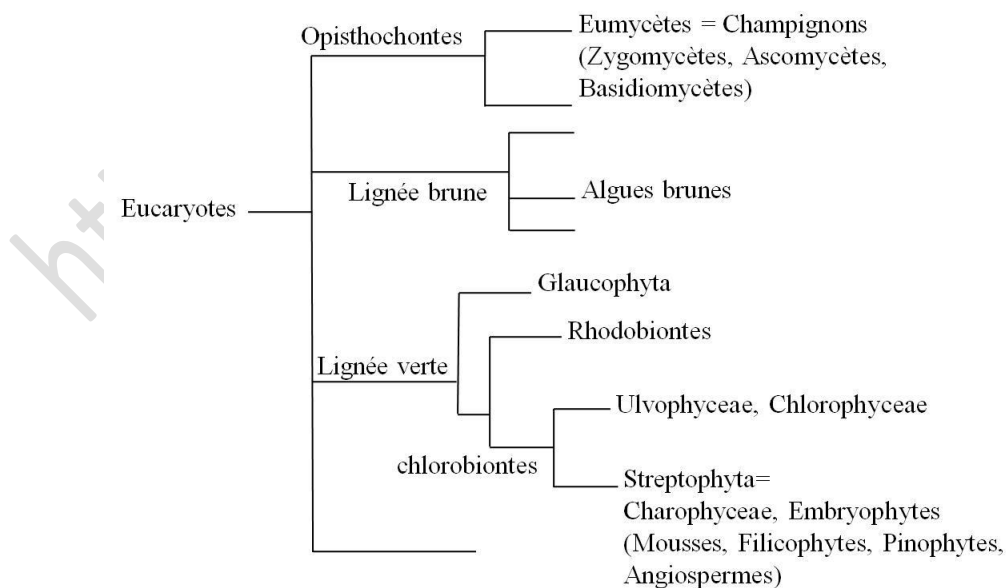 Opisthochontes
Eumycètes = Champignons
(Zygomycètes, Ascomycètes,
Basidiomycètes)
Lignée brune
Algues brunes
Eucaryotes
Glaucophyta
Rhodobiontes
Lignée verte
Ulvophyceae, Chlorophyceae
chlorobiontes
Streptophyta=
Charophyceae, Embryophytes
(Mousses, Filicophytes, Pinophytes,
Angiospermes)